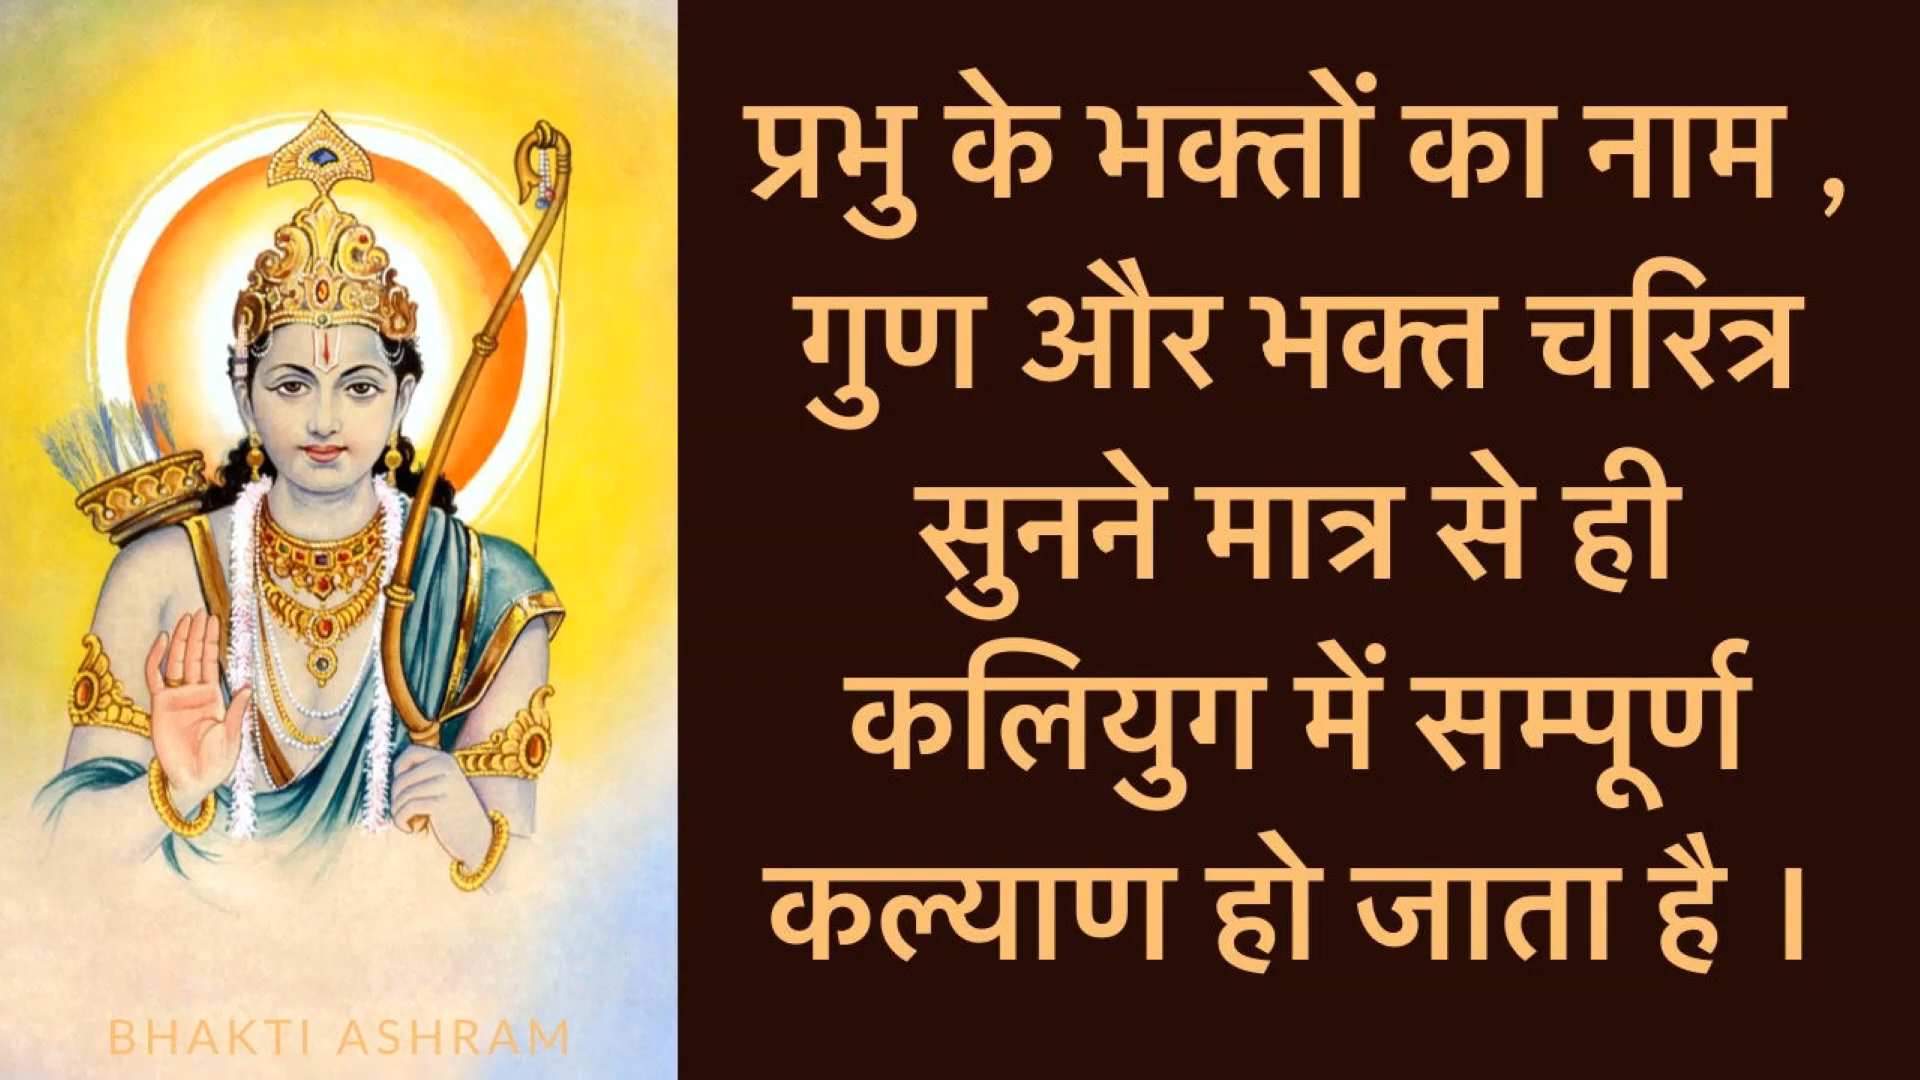 प्रभु के भक्तों का नाम ,
गुण और भक्त चरित्र
सुनने मात्र से ही
कलियुग में सम्पूर्ण
कल्याण हो जाता है ।
BHAKTI ASHRAM